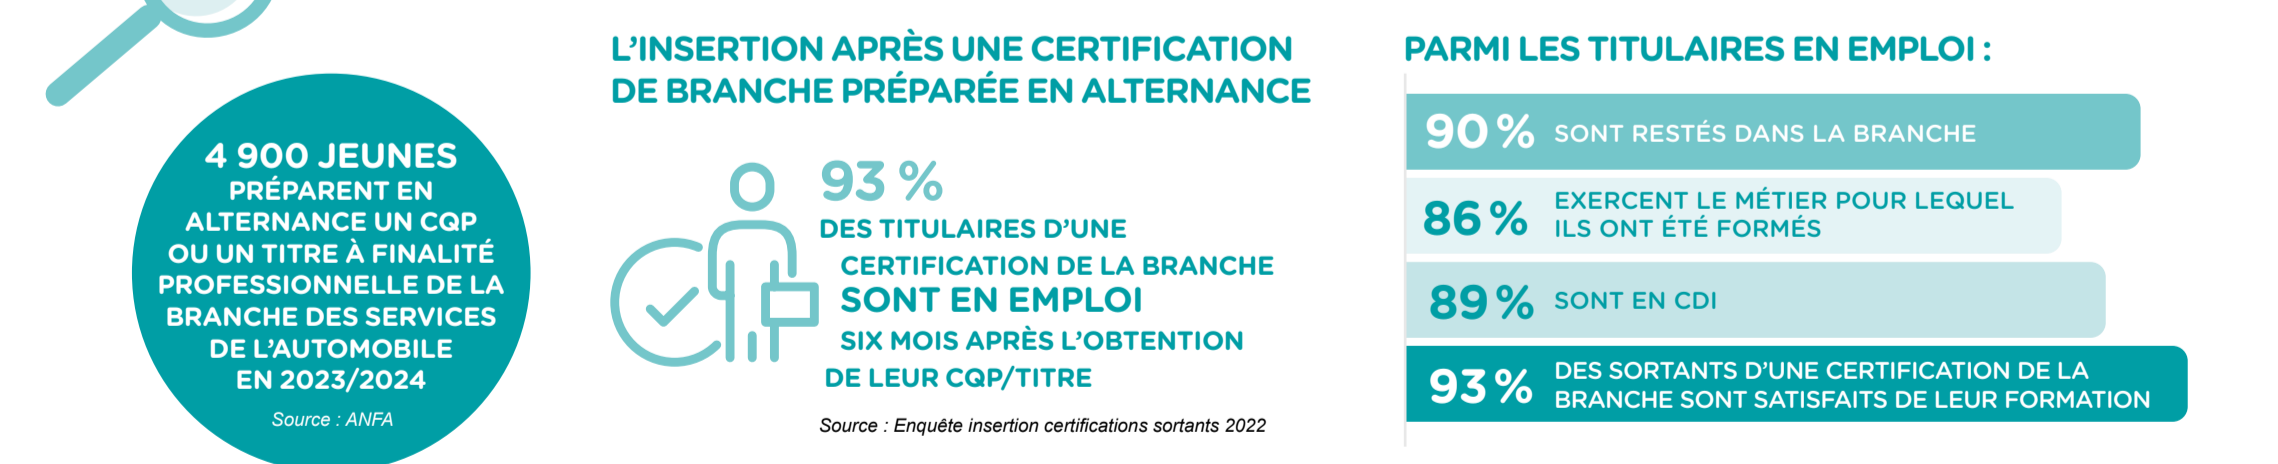 4 900 JEUNES
PRÉPARENT EN
ALTERNANCE UN CQP
OU UN TITRE À FINALITÉ
PROFESSIONNELLE DE LA
BRANCHE DES SERVICES
DE L'AUTOMOBILE
EN 2023/2024
Source : ANFA
L'INSERTION APRÈS UNE CERTIFICATION
DE BRANCHE PRÉPARÉE EN ALTERNANCE
93 %
DES TITULAIRES D'UNE
CERTIFICATION DE LA BRANCHE
SONT EN EMPLOI
SIX MOIS APRÈS L'OBTENTION
DE LEUR CQP/TITRE
Source : Enquête insertion certifications sortants 2022
PARMI LES TITULAIRES EN EMPLOI :
90 % SONT RESTÉS DANS LA BRANCHE
86 % EXERCENT LE MÉTIER POUR LEQUEL
ILS ONT ÉTÉ FORMÉS
89 % SONT EN CDI
93 % DES SORTANTS D'UNE CERTIFICATION DE LA
BRANCHE SONT SATISFAITS DE LEUR FORMATION